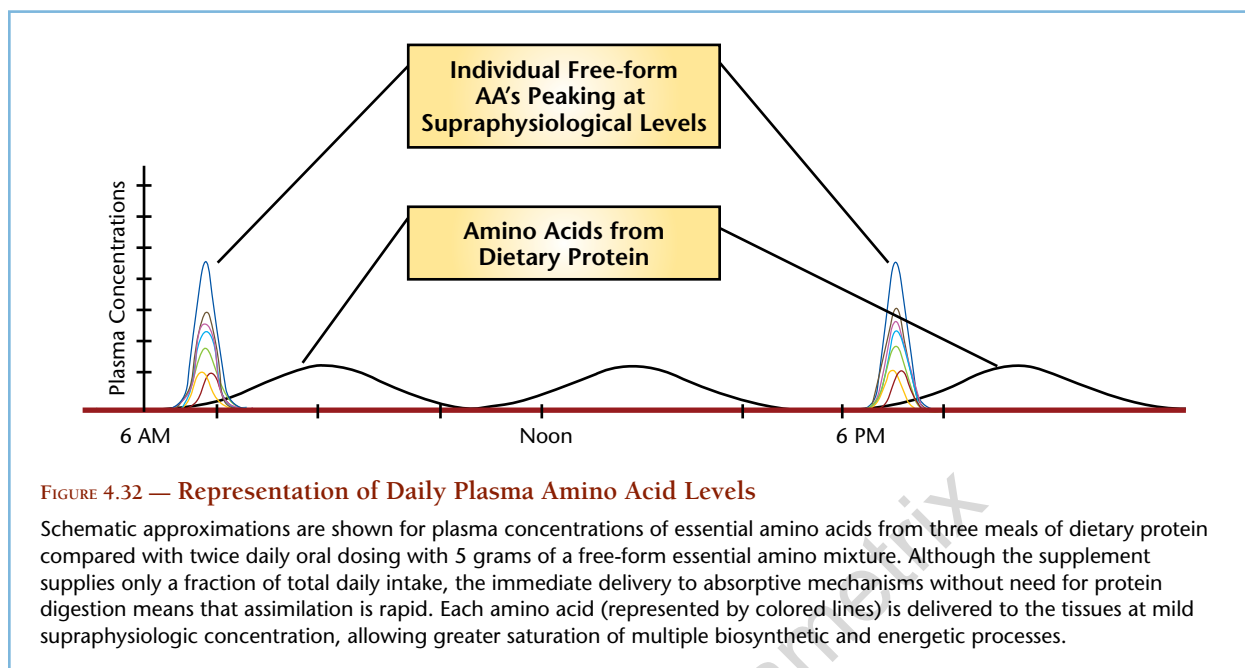 Individual Free-form
AA's Peaking at
Supraphysiological Levels
Plasma Concentrations
Amino Acids from
Dietary Protein
6 AM
Noon
6 PM
FIGURE 4.32 — Representation of Daily Plasma Amino Acid Levels
Schematic approximations are shown for plasma concentrations of essential amino acids from three meals of dietary protein
compared with twice daily oral dosing with 5 grams of a free-form essential amino mixture. Although the supplement
supplies only a fraction of total daily intake, the immediate delivery to absorptive mechanisms without need for protein
digestion means that assimilation is rapid. Each amino acid (represented by colored lines) is delivered to the tissues at mild
supraphysiologic concentration, allowing greater saturation of multiple biosynthetic and energetic processes.